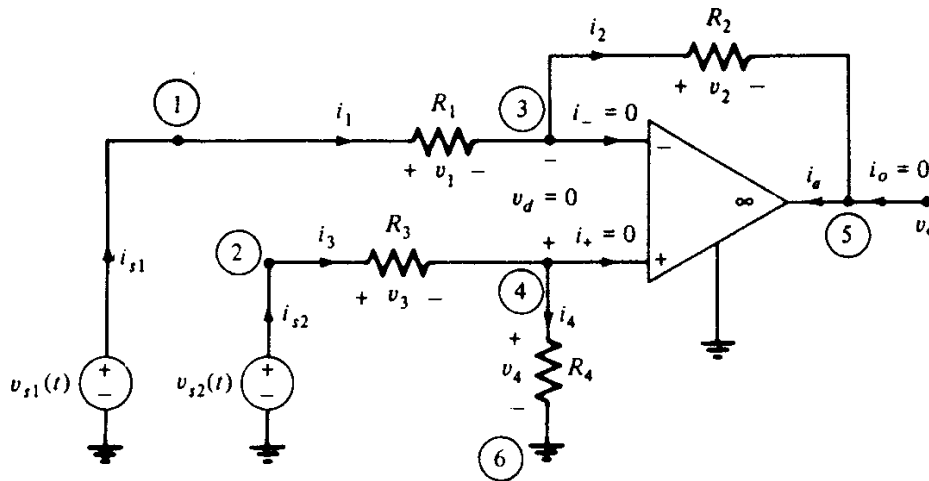 i₂
R₂
+ v₂ −
1
i₁
R₁
3
i₋ = 0
+ v₁ −
−
−
v_d = 0
∞
i_a
i_o = 0
5
2
i₃
R₃
+
i₊ = 0
+
+ v₃ −
4
i_s1
i_s2
i₄
+
v₄
R₄
−
v_s1(t)
+
−
v_s2(t)
+
−
6